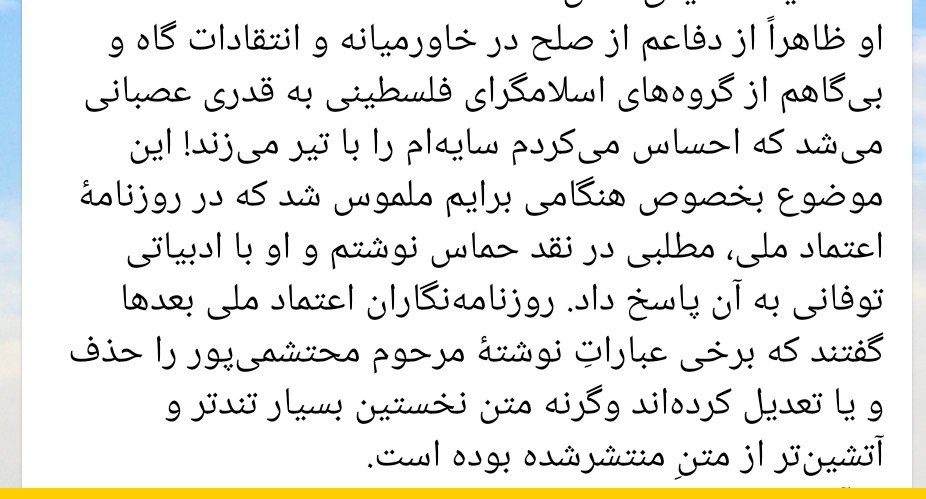 او ظاهراً از دفاعم از صلح در خاورمیانه و انتقادات گاه و
بی‌گاهم از گروه‌های اسلامگرای فلسطینی به قدری عصبانی
می‌شد که احساس می‌کردم سایه‌ام را با تیر می‌زند! این
موضوع بخصوص هنگامی برایم ملموس شد که در روزنامهٔ
اعتماد ملی، مطلبی در نقد حماس نوشتم و او با ادبیاتی
توفانی به آن پاسخ داد. روزنامه‌نگاران اعتماد ملی بعدها
گفتند که برخی عباراتِ نوشتهٔ مرحوم محتشمی‌پور را حذف
و یا تعدیل کرده‌اند وگرنه متن نخستین بسیار تندتر و
آتشین‌تر از متنِ منتشرشده بوده است.